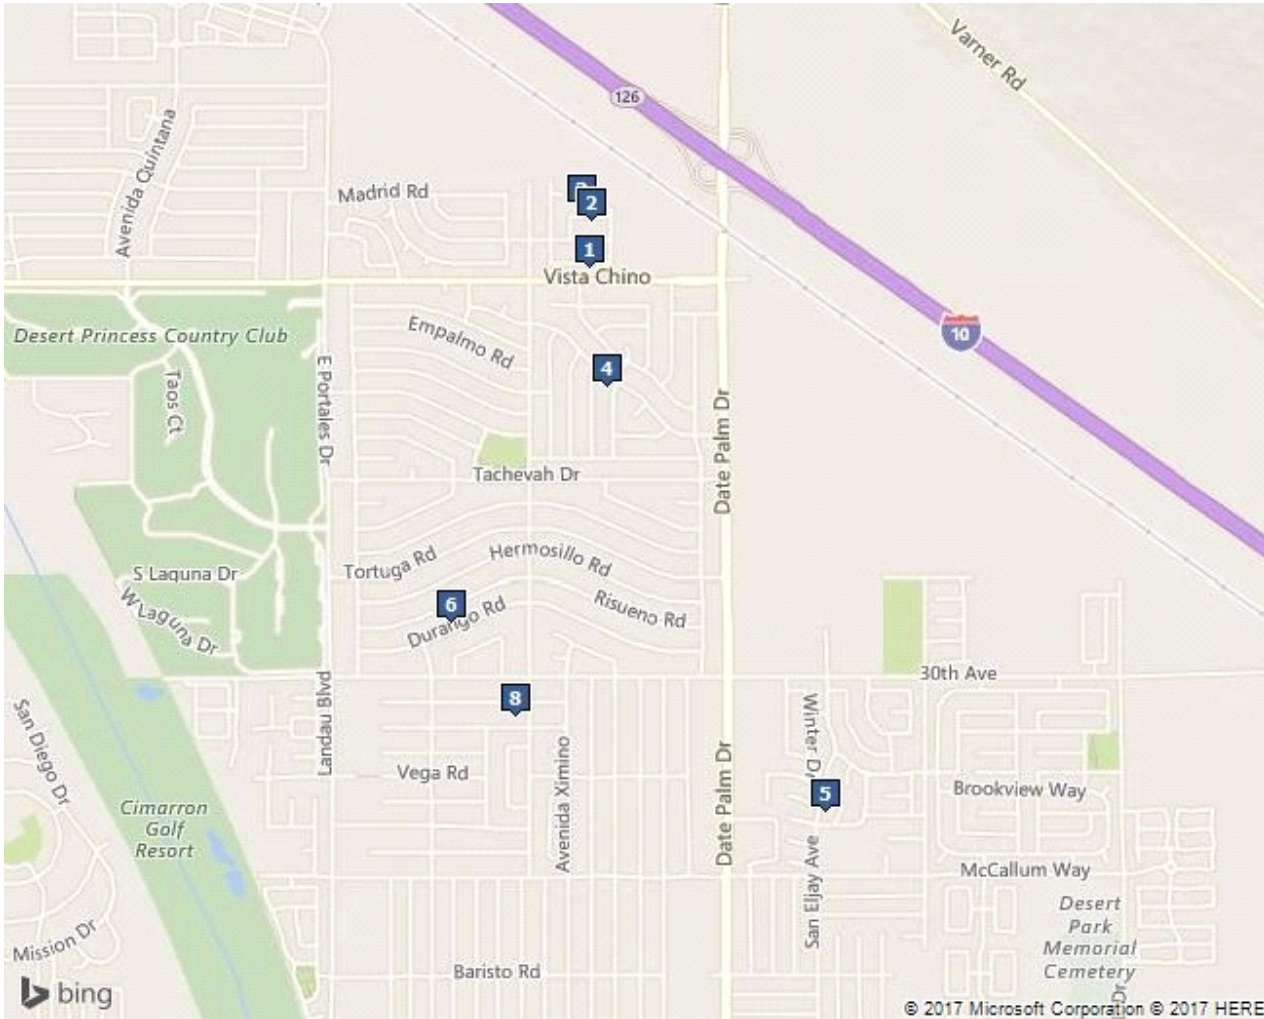 Varner Rd
126
Avenida Quintana
Madrid Rd
2
1
Vista Chino
Desert Princess Country Club
Empalmo Rd
10
4
Taos Ct
E Portales Dr
Date Palm Dr
Tachevah Dr
Hermosillo Rd
Tortuga Rd
S Laguna Dr
W Laguna Dr
6
Durango Rd
Risueno Rd
30th Ave
Landau Blvd
8
San Diego Dr
Winter Dr
Vega Rd
Avenida Ximino
Date Palm Dr
5
Brookview Way
Cimarron
Golf
Resort
San Eljay Ave
McCallum Way
Desert
Park
Memorial
Cemetery
Mission Dr
Baristo Rd
Dr
bing
© 2017 Microsoft Corporation © 2017 HERE